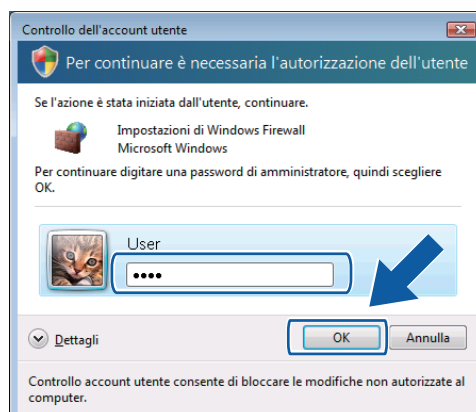 Controllo dell'account utente
Per continuare è necessaria l'autorizzazione dell'utente
Se l'azione è stata iniziata dall'utente, continuare.
Impostazioni di Windows Firewall
Microsoft Windows
Per continuare digitare una password di amministratore, quindi scegliere
OK.
User
••••
Dettagli
OK
Annulla
Controllo account utente consente di bloccare le modifiche non autorizzate al
computer.